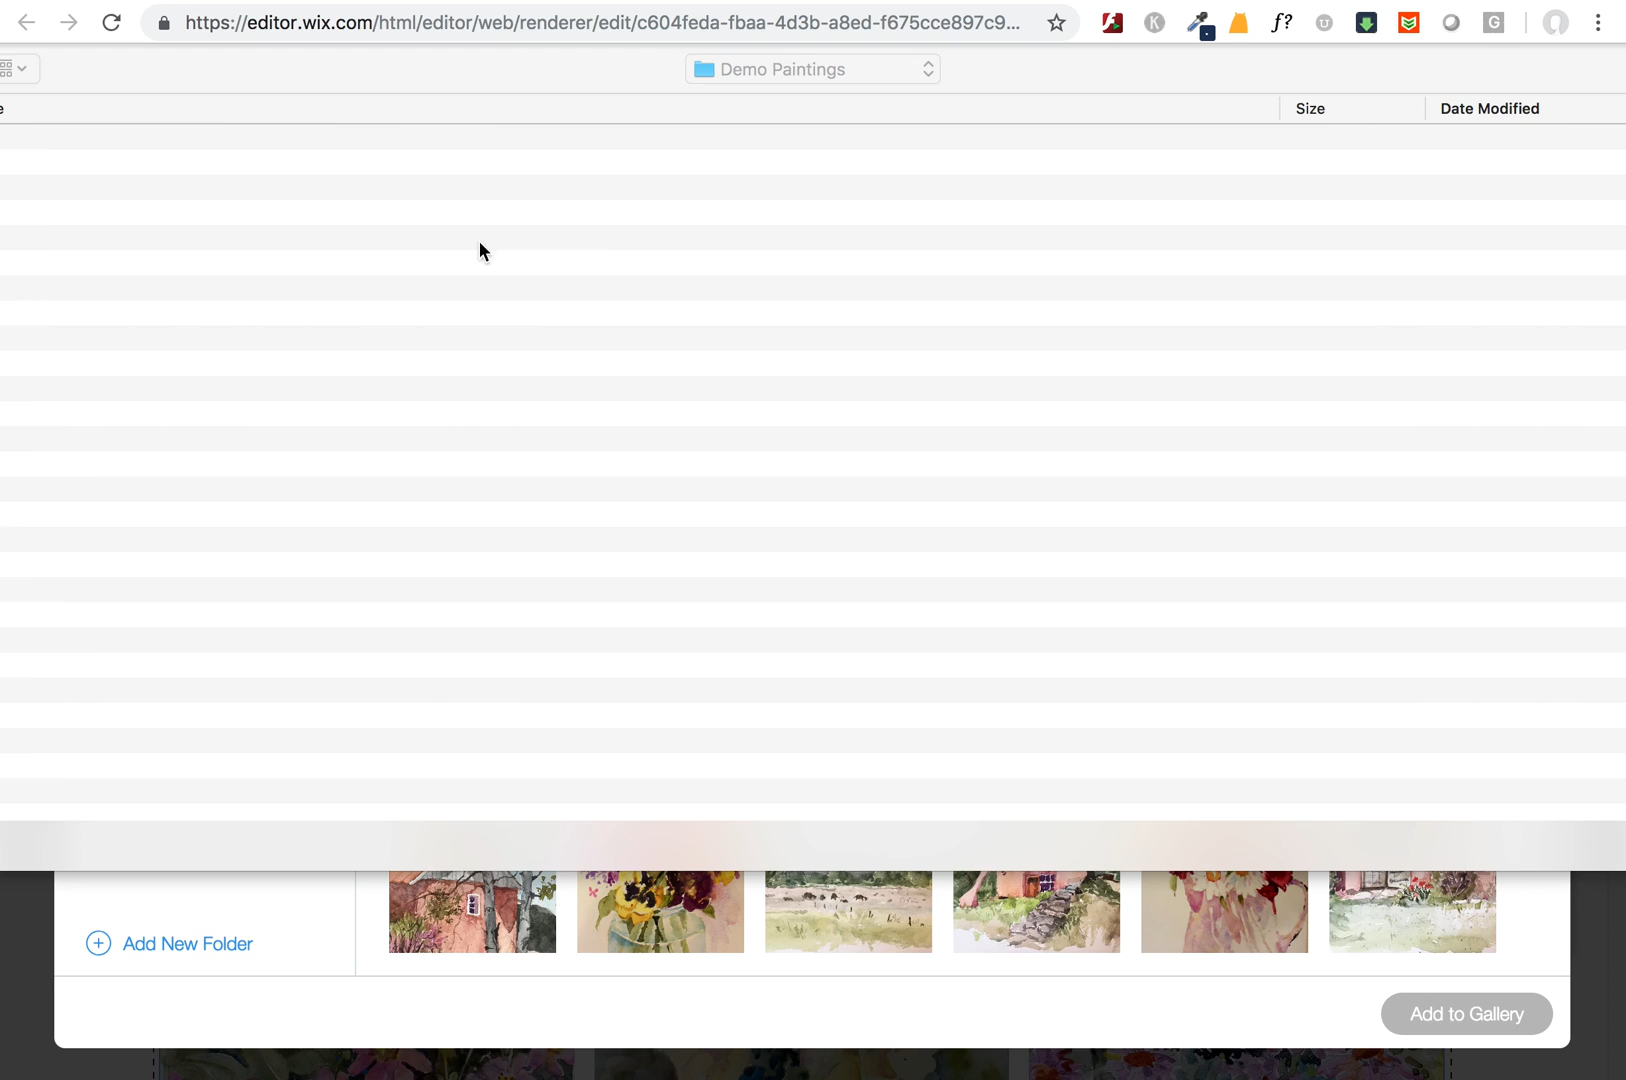 https://editor.wix.com/html/editor/web/renderer/edit/c604feda-fbaa-4d3b-a8ed-f675cce897c9...
K
f?
U
G
Demo Paintings
e
Size
Date Modified
Add New Folder
Add to Gallery